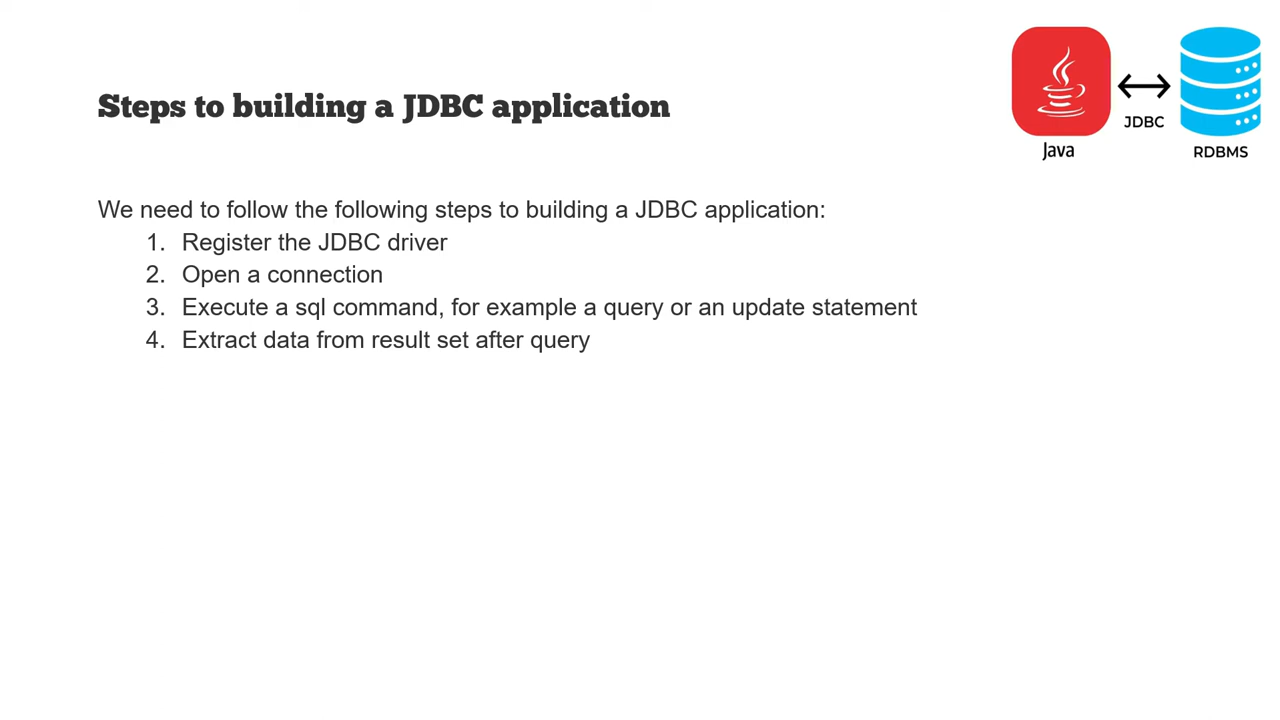 Steps to building a JDBC application
JDBC
Java
RDBMS
We need to follow the following steps to building a JDBC application:
1. Register the JDBC driver
2. Open a connection
3. Execute a sql command, for example a query or an update statement
4. Extract data from result set after query